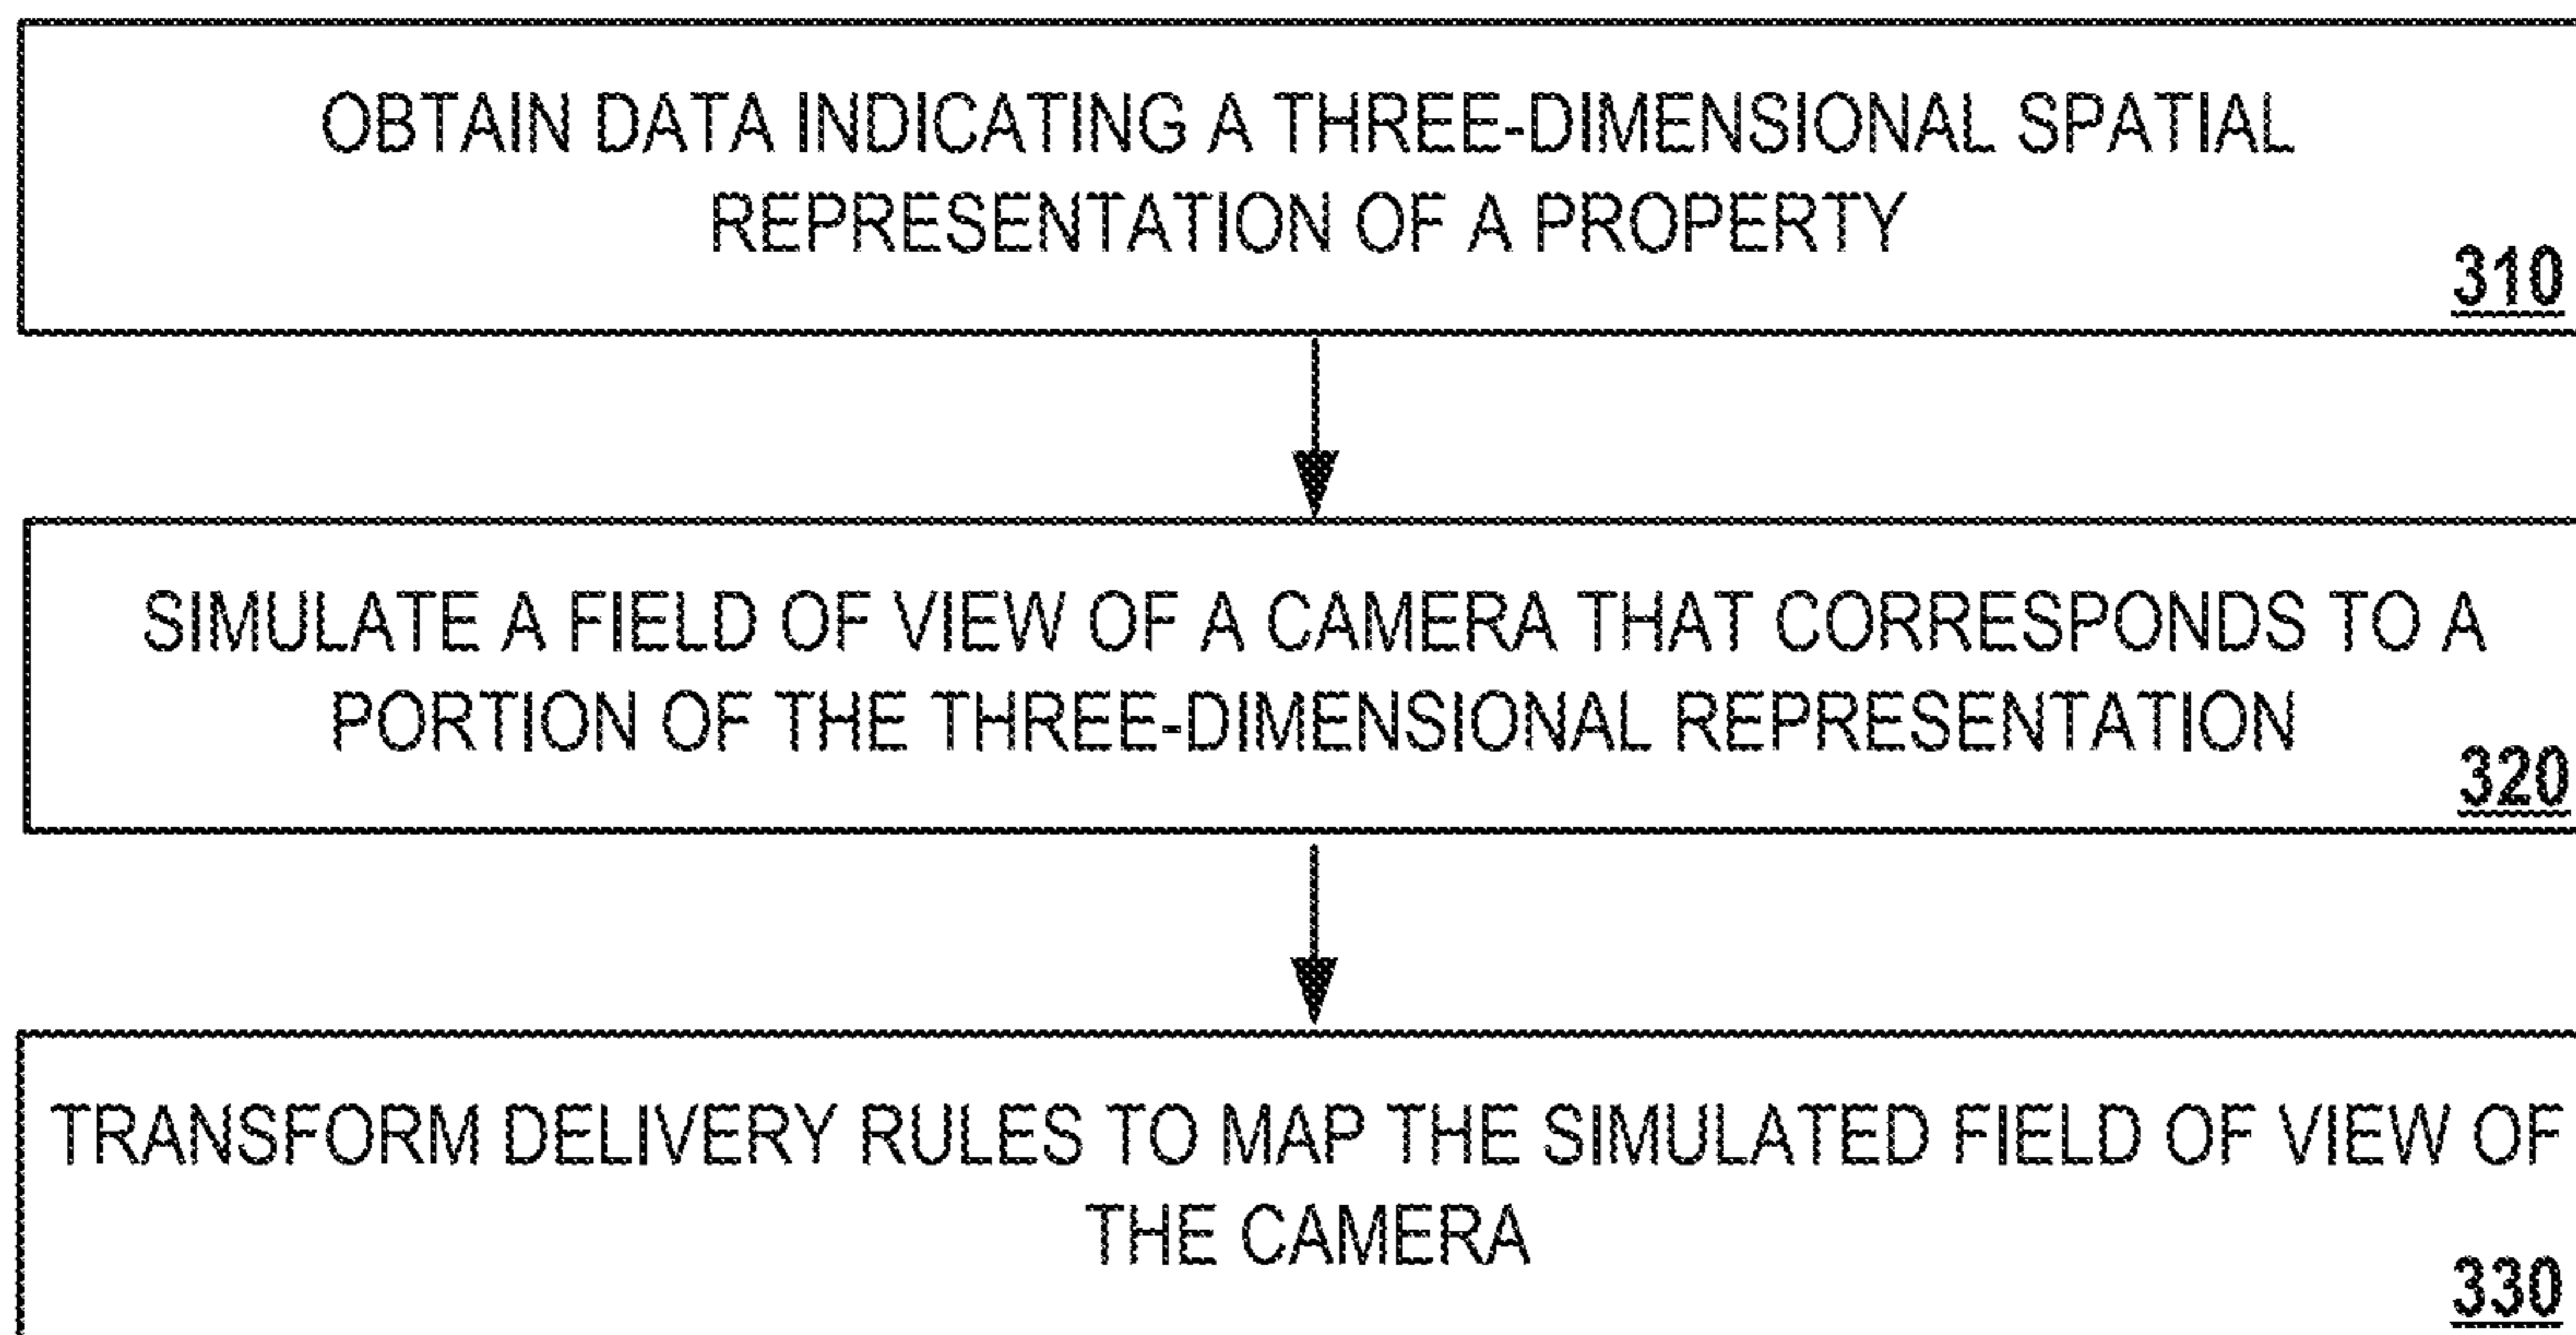 OBTAIN DATA INDICATING A THREE-DIMENSIONAL SPATIAL
REPRESENTATION OF A PROPERTY
310
SIMULATE A FIELD OF VIEW OF A CAMERA THAT CORRESPONDS TO A
PORTION OF THE THREE-DIMENSIONAL REPRESENTATION
320
TRANSFORM DELIVERY RULES TO MAP THE SIMULATED FIELD OF VIEW OF
THE CAMERA
330